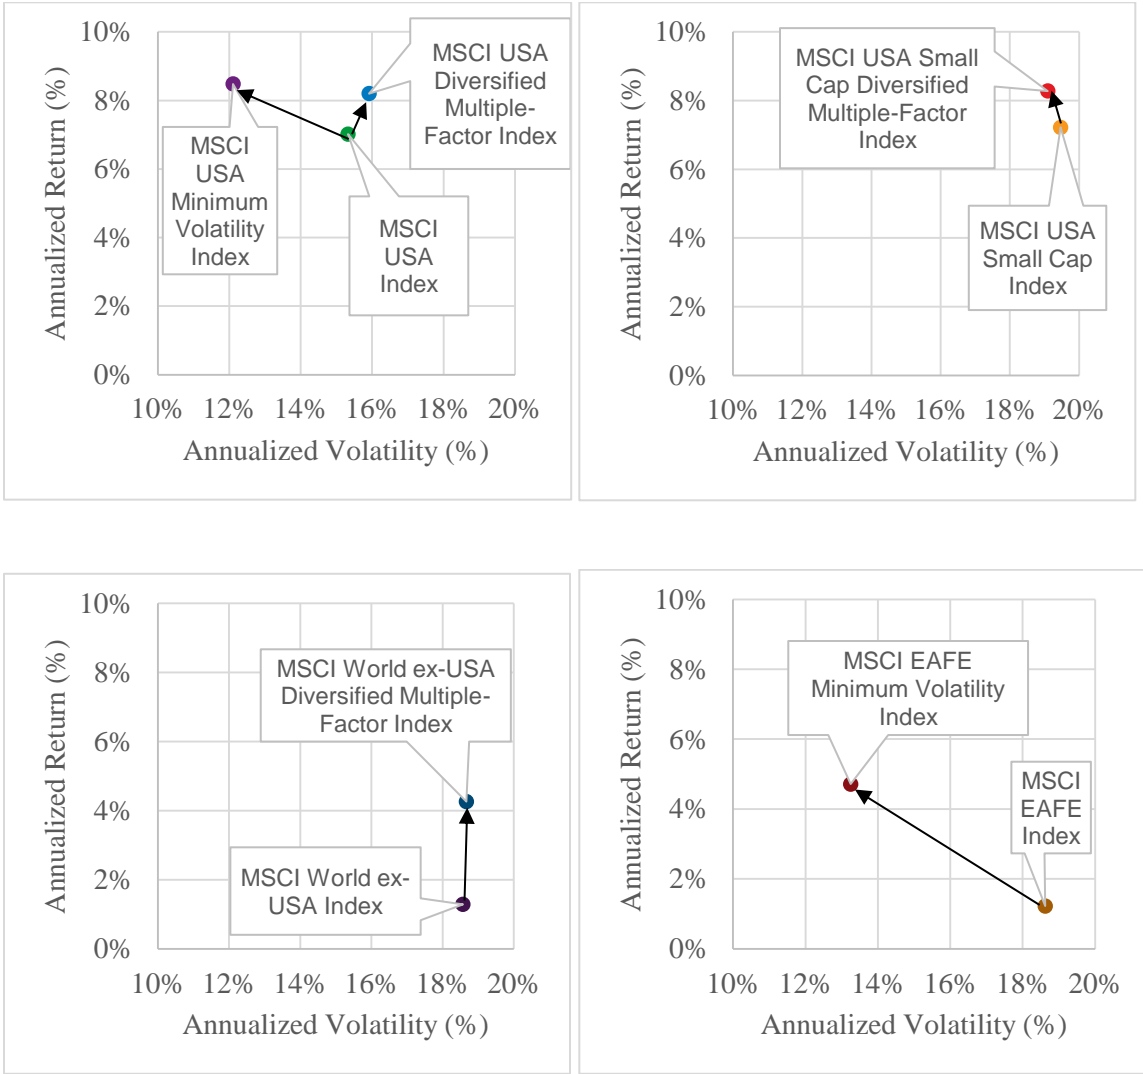 10%
8%
6%
4%
2%
0%
10%
12%
14%
16%
18%
20%
Annualized Return (%)
Annualized Volatility (%)
MSCI USA
Diversified
Multiple-
Factor Index
MSCI
USA
Minimum
Volatility
Index
MSCI
USA
Index
10%
8%
6%
4%
2%
0%
10%
12%
14%
16%
18%
20%
Annualized Return (%)
Annualized Volatility (%)
MSCI USA Small
Cap Diversified
Multiple-Factor
Index
MSCI USA
Small Cap
Index
10%
8%
6%
4%
2%
0%
10%
12%
14%
16%
18%
20%
Annualized Return (%)
Annualized Volatility (%)
MSCI World ex-USA
Diversified Multiple-
Factor Index
MSCI World ex-
USA Index
10%
8%
6%
4%
2%
0%
10%
12%
14%
16%
18%
20%
Annualized Return (%)
Annualized Volatility (%)
MSCI EAFE
Minimum Volatility
Index
MSCI
EAFE
Index